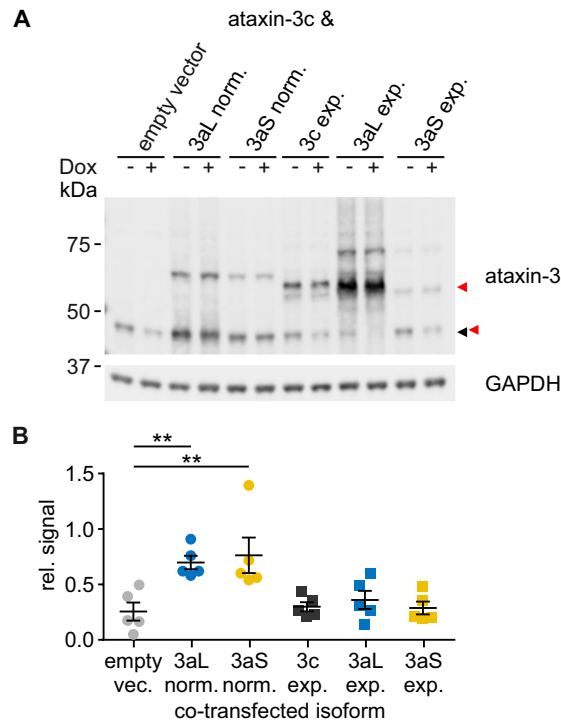 A
ataxin-3c &
empty vector
3aL norm.
3aS norm.
3c exp.
3aL exp.
3aS exp.
Dox - + - + - + - + - + - +
kDa
75
50
37
ataxin-3
GAPDH
B
** 
**
rel. signal
1.5
1.0
0.5
0.0
empty 3aL 3aS 3c 3aL 3aS
vec. norm. norm. exp. exp. exp.
co-transfected isoform